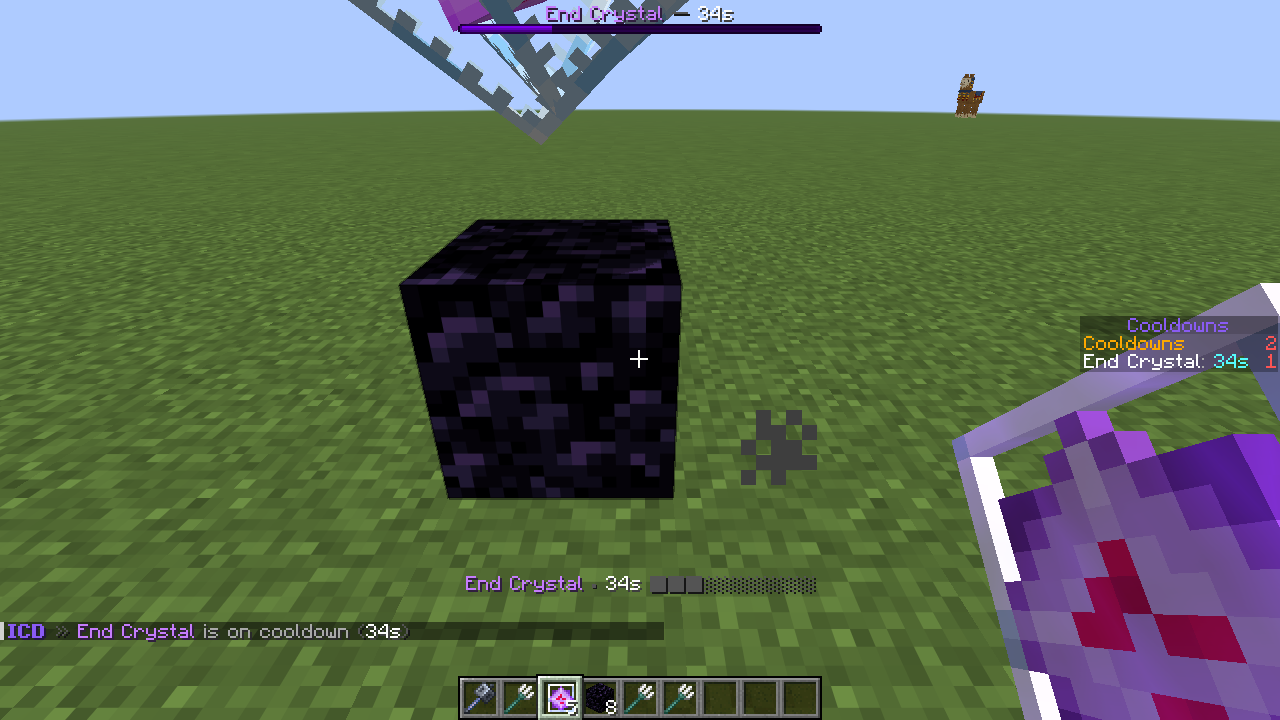 End Crystal — 34s
Cooldowns
Cooldowns 2
End Crystal: 34s 1
End Crystal . 34s
ICD » End Crystal is on cooldown (34s)
5 8